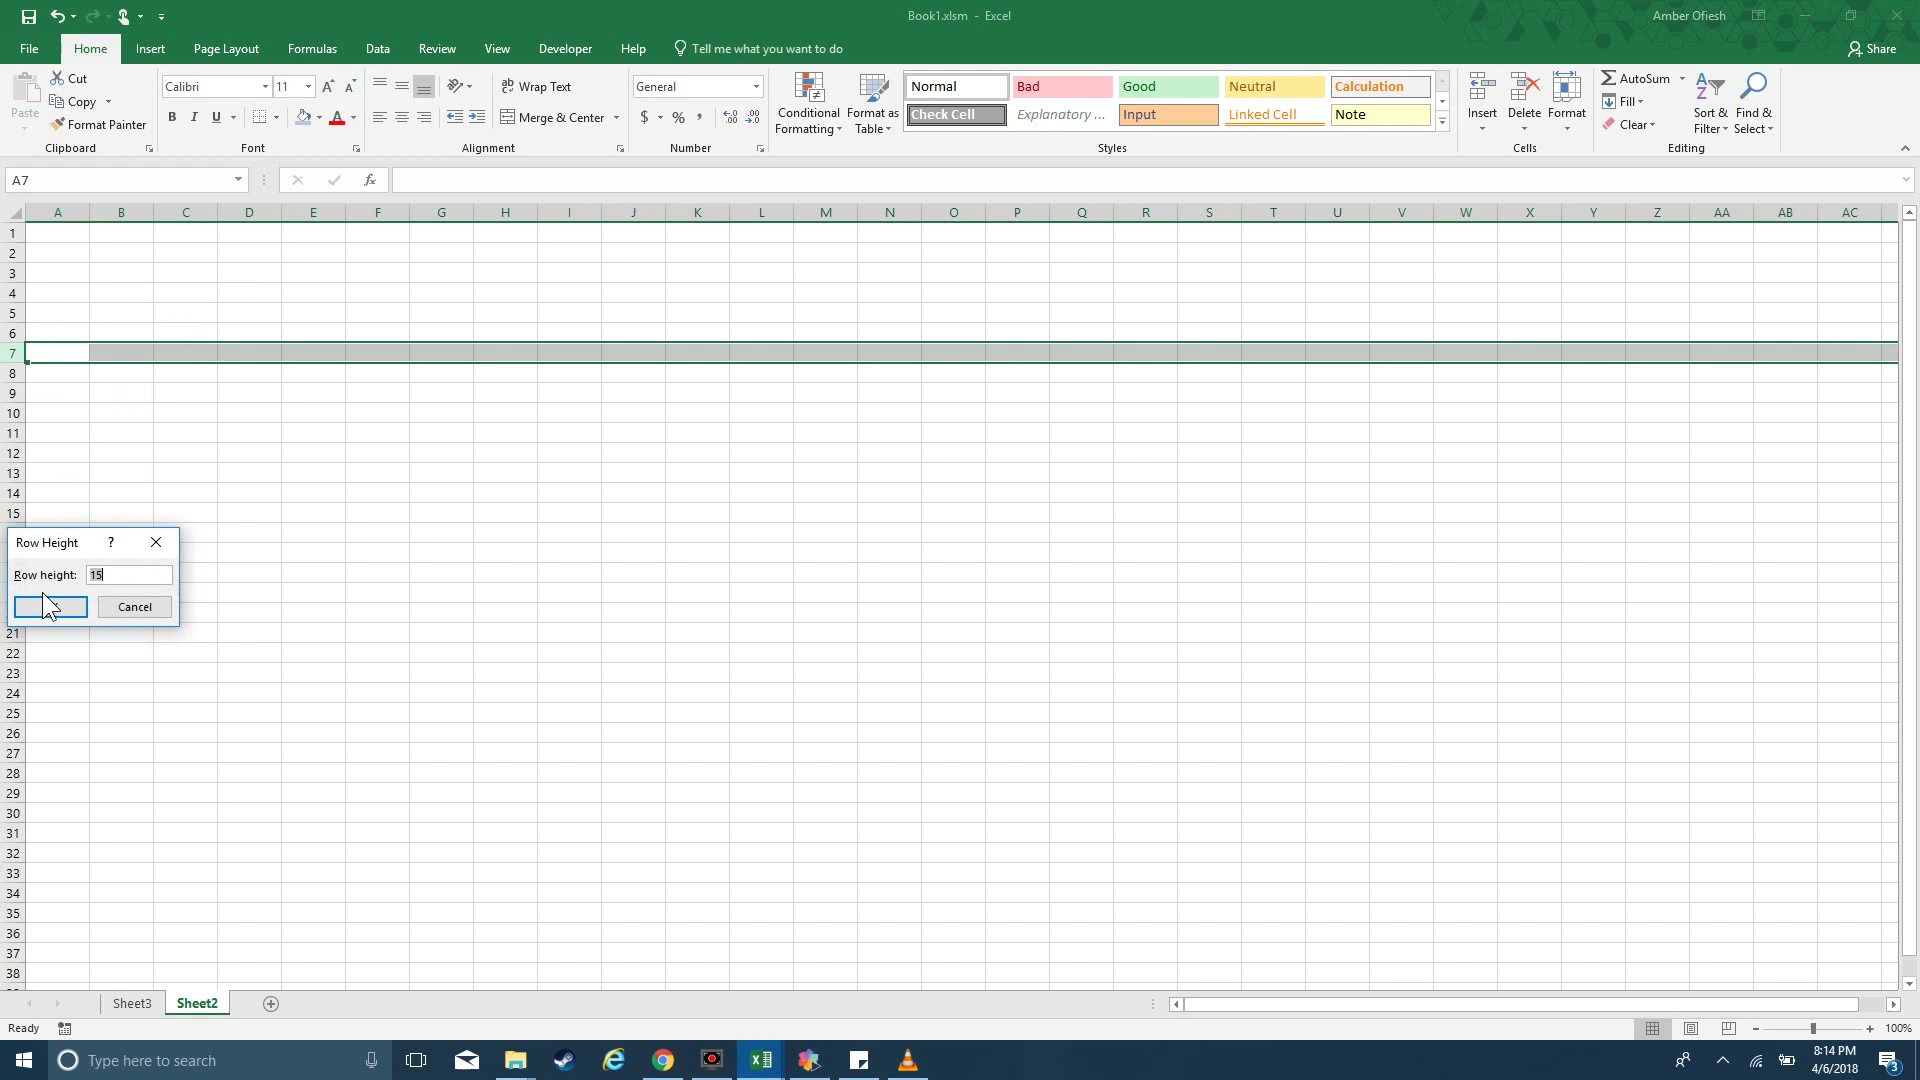 Book1.xlsm - Excel
Amber Ofiesh
File Home Insert Page Layout Formulas Data Review View Developer Help Tell me what you want to do Share
Paste
Cut
Copy
Format Painter
Clipboard
Calibri 11
B I U
Font
Wrap Text
Merge & Center
Alignment
General
$ % ,
Number
Conditional Formatting
Format as Table
Normal Bad Good Neutral Calculation
Check Cell Explanatory ... Input Linked Cell Note
Styles
Insert Delete Format
Cells
AutoSum
Fill
Clear
Sort & Filter
Find & Select
Editing
A7 fx
A B C D E F G H I J K L M N O P Q R S T U V W X Y Z AA AB AC
1
2
3
4
5
6
7
8
9
10
11
12
13
14
15
Row Height ?
Row height: 15
Cancel
21
22
23
24
25
26
27
28
29
30
31
32
33
34
35
36
37
38
Sheet3 Sheet2
Ready
100%
Type here to search
8:14 PM
4/6/2018
3